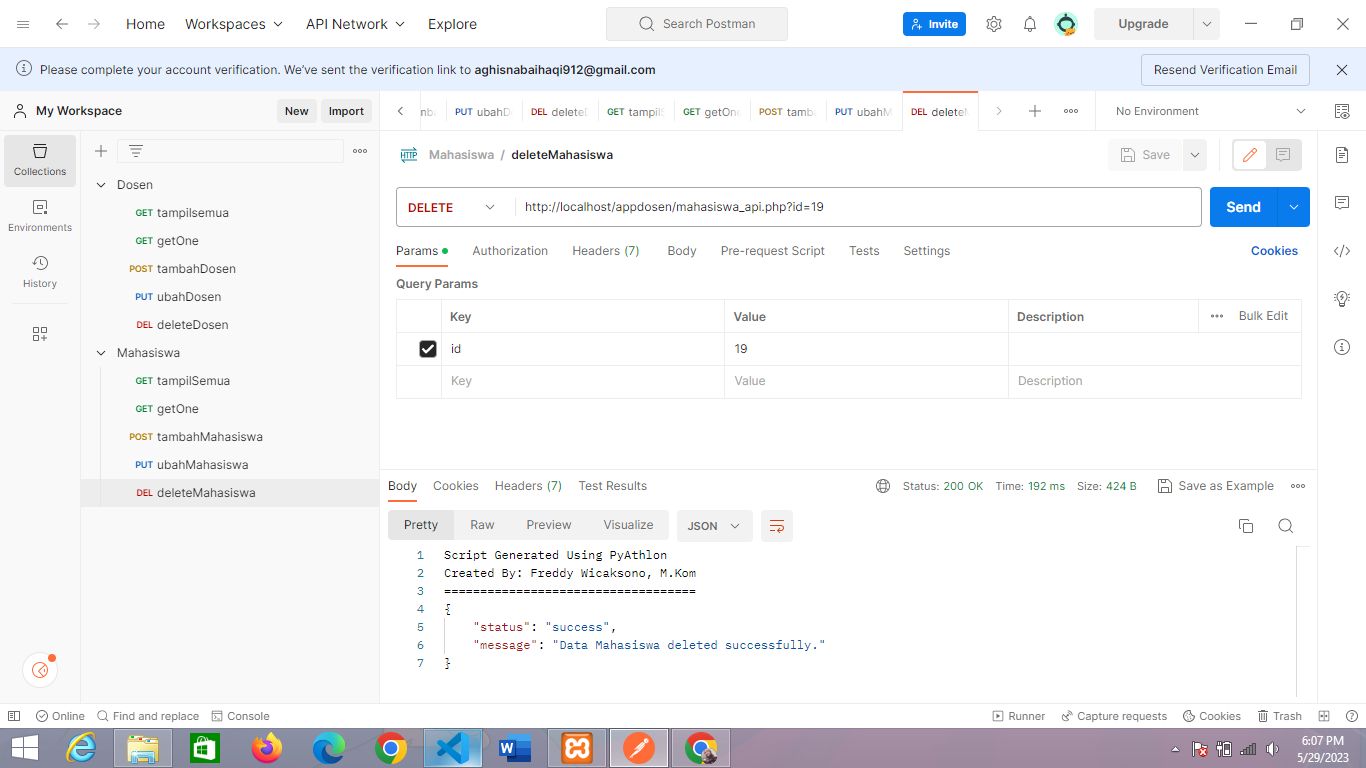 Home Workspaces API Network Explore Search Postman Invite Upgrade
Please complete your account verification. We've sent the verification link to aghisnabaihaqi912@gmail.com Resend Verification Email
My Workspace New Import PUT ubahD DEL deleteD GET tampilS GET getOne POST tamba PUT ubahM DEL deleteM No Environment
Collections
Environments
History
Dosen
GET tampilsemua
GET getOne
POST tambahDosen
PUT ubahDosen
DEL deleteDosen
Mahasiswa
GET tampilSemua
GET getOne
POST tambahMahasiswa
PUT ubahMahasiswa
DEL deleteMahasiswa
HTTP Mahasiswa / deleteMahasiswa Save
DELETE http://localhost/appdosen/mahasiswa_api.php?id=19 Send
Params Authorization Headers (7) Body Pre-request Script Tests Settings Cookies
Query Params
Key Value Description Bulk Edit
id 19
Key Value Description
Body Cookies Headers (7) Test Results Status: 200 OK Time: 192 ms Size: 424 B Save as Example
Pretty Raw Preview Visualize JSON
1 Script Generated Using PyAthlon
2 Created By: Freddy Wicaksono, M.Kom
3 ===================================
4 {
5 "status": "success",
6 "message": "Data Mahasiswa deleted successfully."
7 }
Online Find and replace Console Runner Capture requests Cookies Trash
6:07 PM
5/29/2023